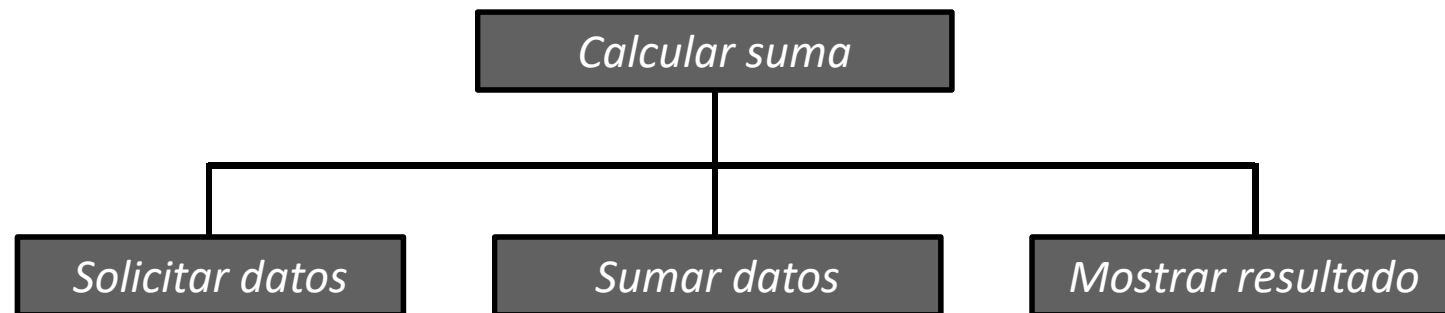 Calcular suma
Solicitar datos
Sumar datos
Mostrar resultado